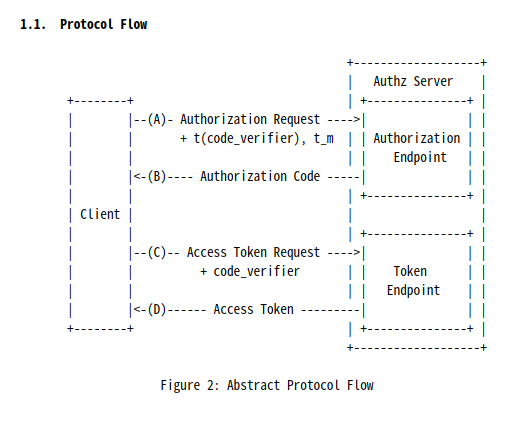 1.1.  Protocol Flow
                                          +-------------------+
                                          |   Authz Server    |
+--------+                                | +---------------+ |
|        |--(A)- Authorization Request ---->|               | |
|        |       + t(code_verifier), t_m  | | Authorization | |
|        |                                | |    Endpoint   | |
|        |<-(B)---- Authorization Code -----|               | |
|        |                                | +---------------+ |
| Client |                                |                   |
|        |                                | +---------------+ |
|        |--(C)-- Access Token Request ---->|               | |
|        |          + code_verifier       | |    Token      | |
|        |                                | |   Endpoint    | |
|        |<-(D)------ Access Token ---------|               | |
+--------+                                | +---------------+ |
                                          +-------------------+
Figure 2: Abstract Protocol Flow